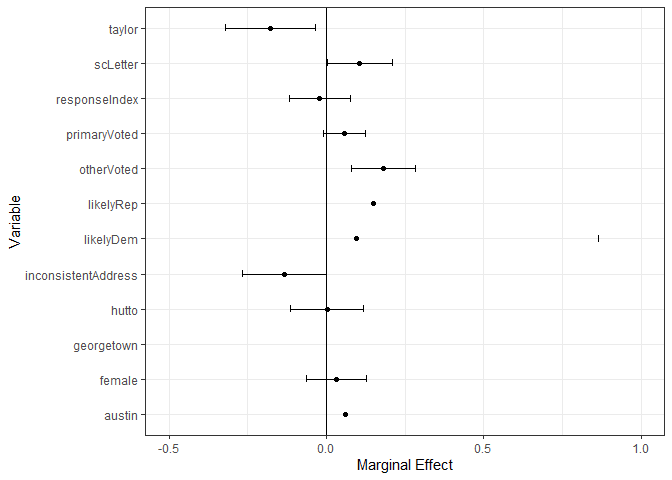 taylor
scLetter
responseIndex
primaryVoted
otherVoted
likelyRep
likelyDem
inconsistentAddress
hutto
georgetown
female
austin
Variable
-0.5 0.0 0.5 1.0
Marginal Effect